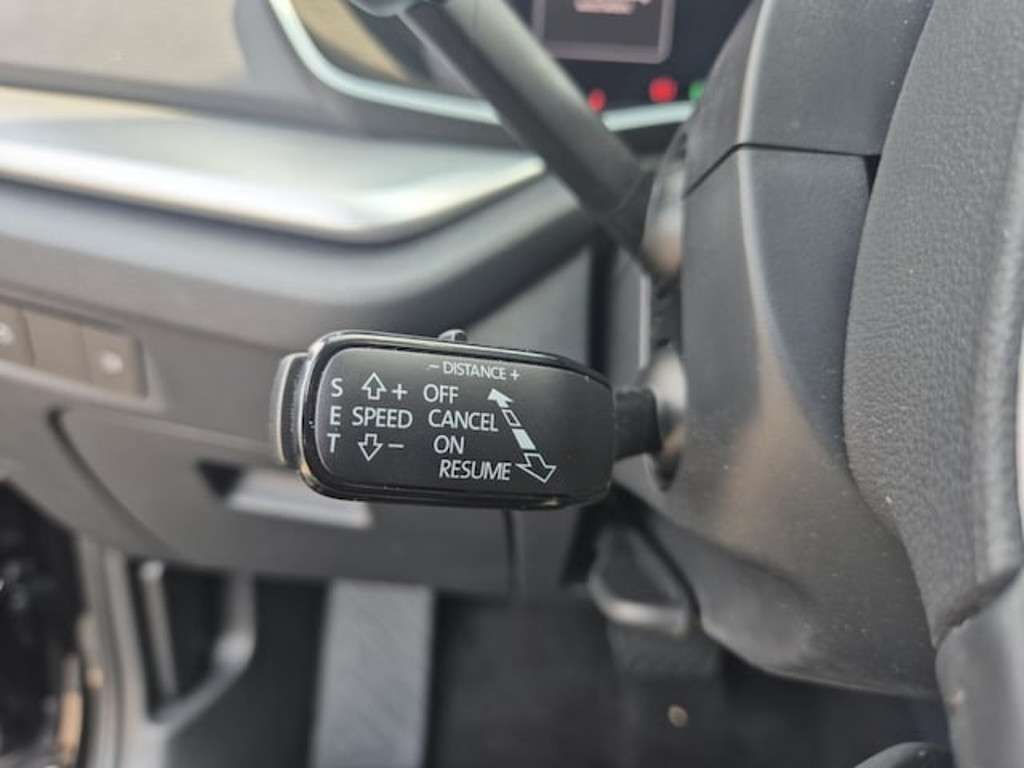 − DISTANCE +
S + OFF
E SPEED CANCEL
T − ON
RESUME